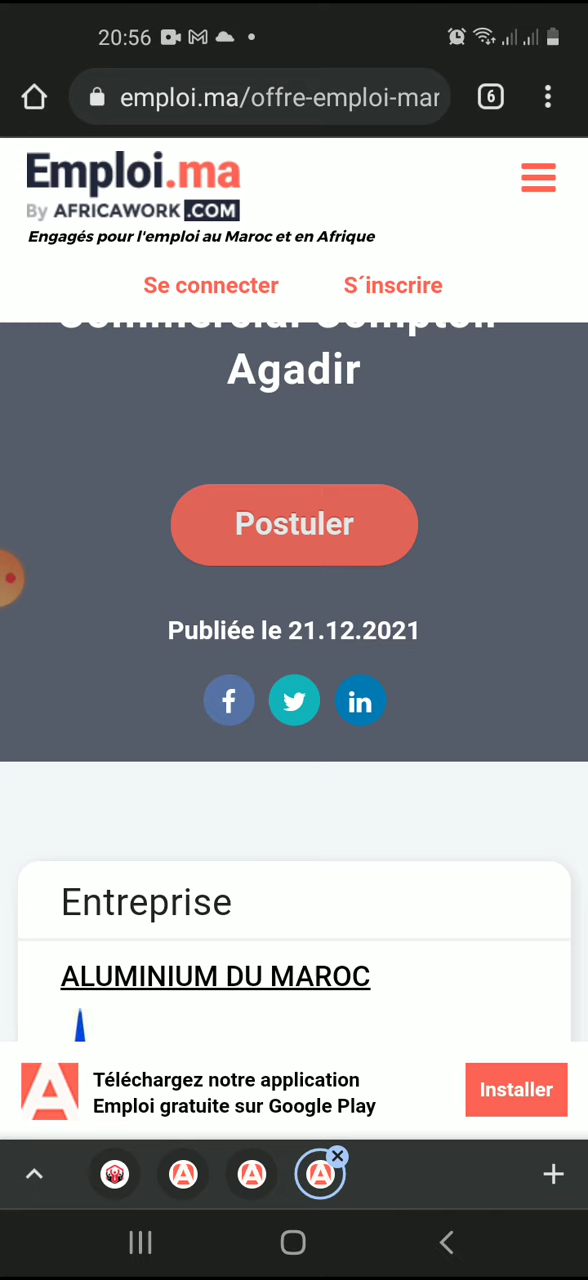 20:56
emploi.ma/offre-emploi-mar
6
Emploi.ma
By AFRICAWORK.COM
Engagés pour l'emploi au Maroc et en Afrique
Se connecter S´inscrire
Commercial Comptoir
Agadir
Postuler
Publiée le 21.12.2021
Entreprise
ALUMINIUM DU MAROC
Téléchargez notre application
Emploi gratuite sur Google Play
Installer